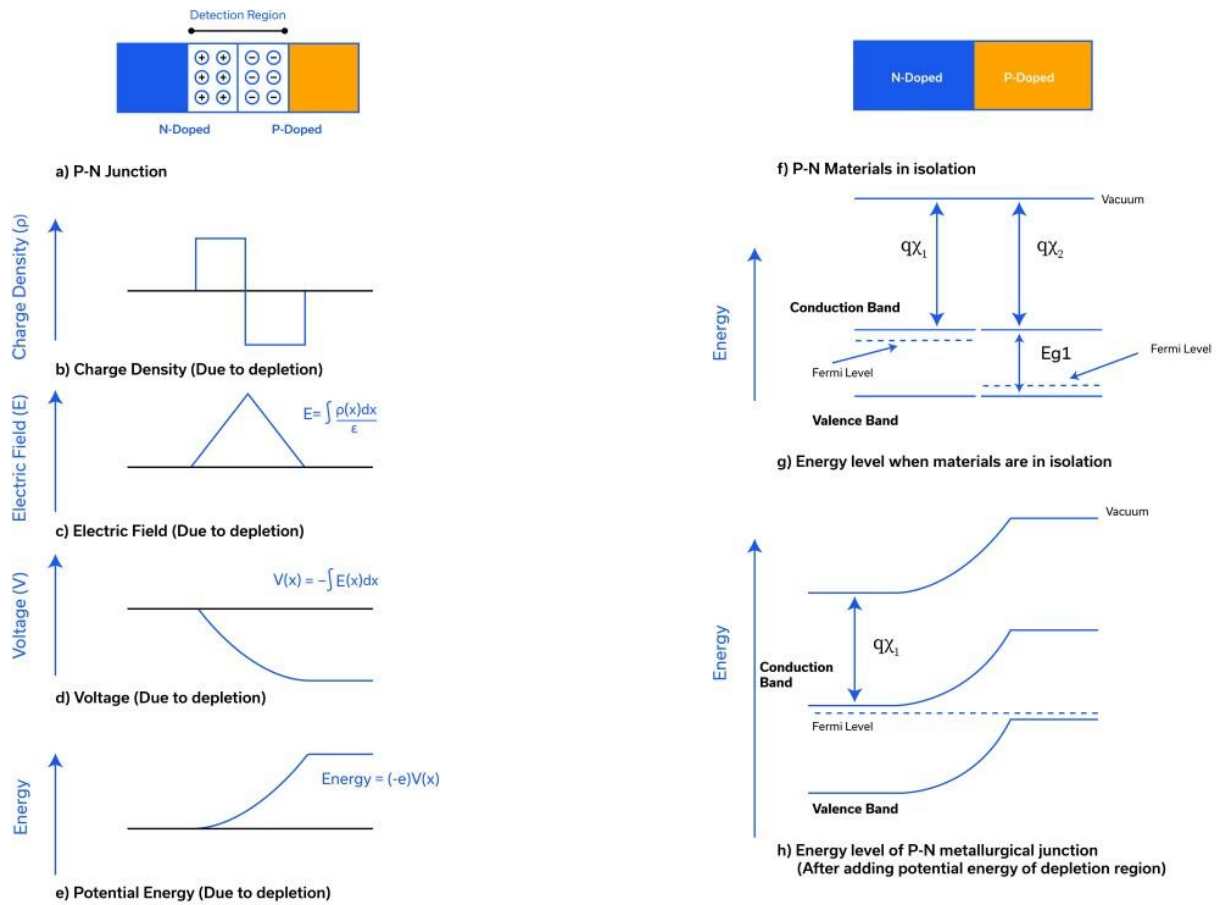 Detection Region
N-Doped
P-Doped
a) P-N Junction
Charge Density (ρ)
b) Charge Density (Due to depletion)
Electric Field (E)
E=∫ρ(x)dx
ε
c) Electric Field (Due to depletion)
Voltage (V)
V(x) = -∫E(x)dx
d) Voltage (Due to depletion)
Energy
Energy = (-e)V(x)
e) Potential Energy (Due to depletion)
N-Doped
P-Doped
f) P-N Materials in isolation
Vacuum
qχ₁
qχ₂
Energy
Conduction Band
Eg1
Fermi Level
Fermi Level
Valence Band
g) Energy level when materials are in isolation
Vacuum
Energy
qχ₁
Conduction
Band
Fermi Level
Valence Band
h) Energy level of P-N metallurgical junction
(After adding potential energy of depletion region)